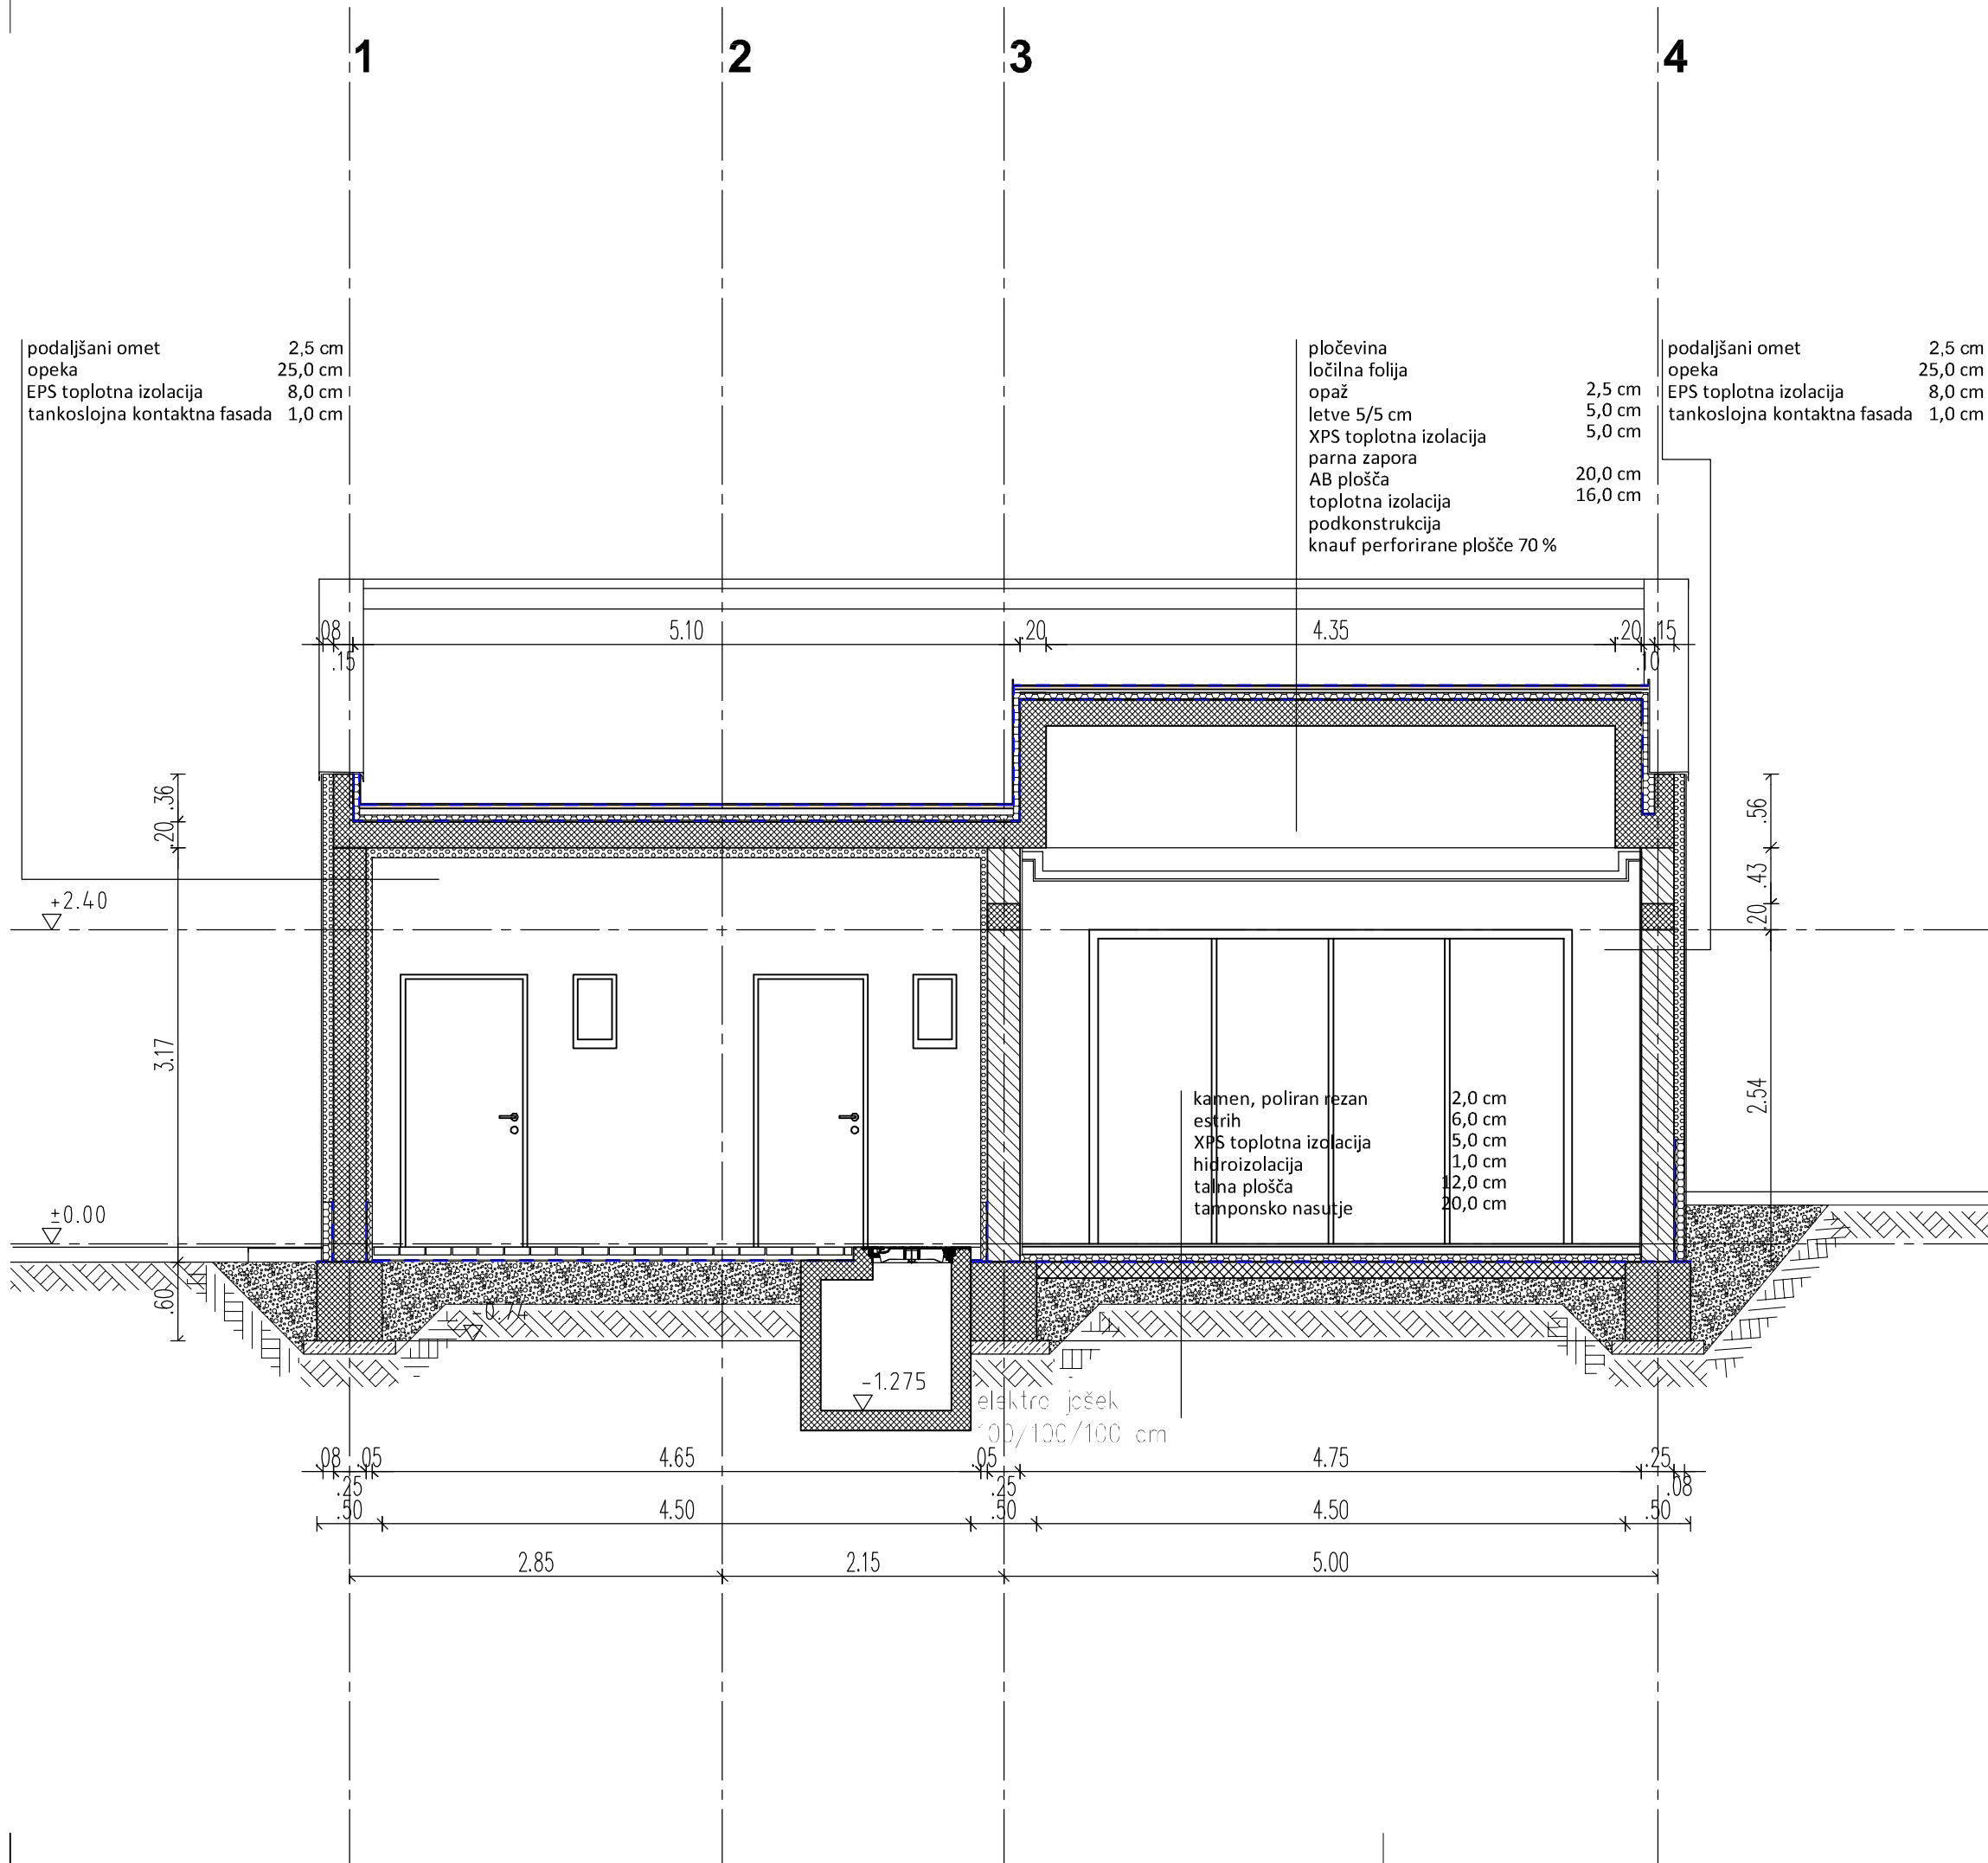 1 2 3 4
podaljšani omet 2,5 cm
opeka 25,0 cm
EPS toplotna izolacija 8,0 cm
tankoslojna kontaktna fasada 1,0 cm
pločevina
ločilna folija
opaž 2,5 cm
letve 5/5 cm 5,0 cm
XPS toplotna izolacija 5,0 cm
parna zapora
AB plošča 20,0 cm
toplotna izolacija 16,0 cm
podkonstrukcija
knauf perforirane plošče 70 %
podaljšani omet 2,5 cm
opeka 25,0 cm
EPS toplotna izolacija 8,0 cm
tankoslojna kontaktna fasada 1,0 cm
.08 5.10 .20 4.35 .20 .15
.15 .10
.36
.20
3.17
.60
.56
.43
.20
2.54
+2.40
±0.00
-0.74
-1.275
kamen, poliran rezan 2,0 cm
estrih 6,0 cm
XPS toplotna izolacija 5,0 cm
hidroizolacija 1,0 cm
talna plošča 12,0 cm
tamponsko nasutje 20,0 cm
elektro jašek
100/100/100 cm
.08 .05 4.65 .05 4.75 .25
.25 .25 .08
.50 4.50 .50 4.50 .50
2.85 2.15 5.00